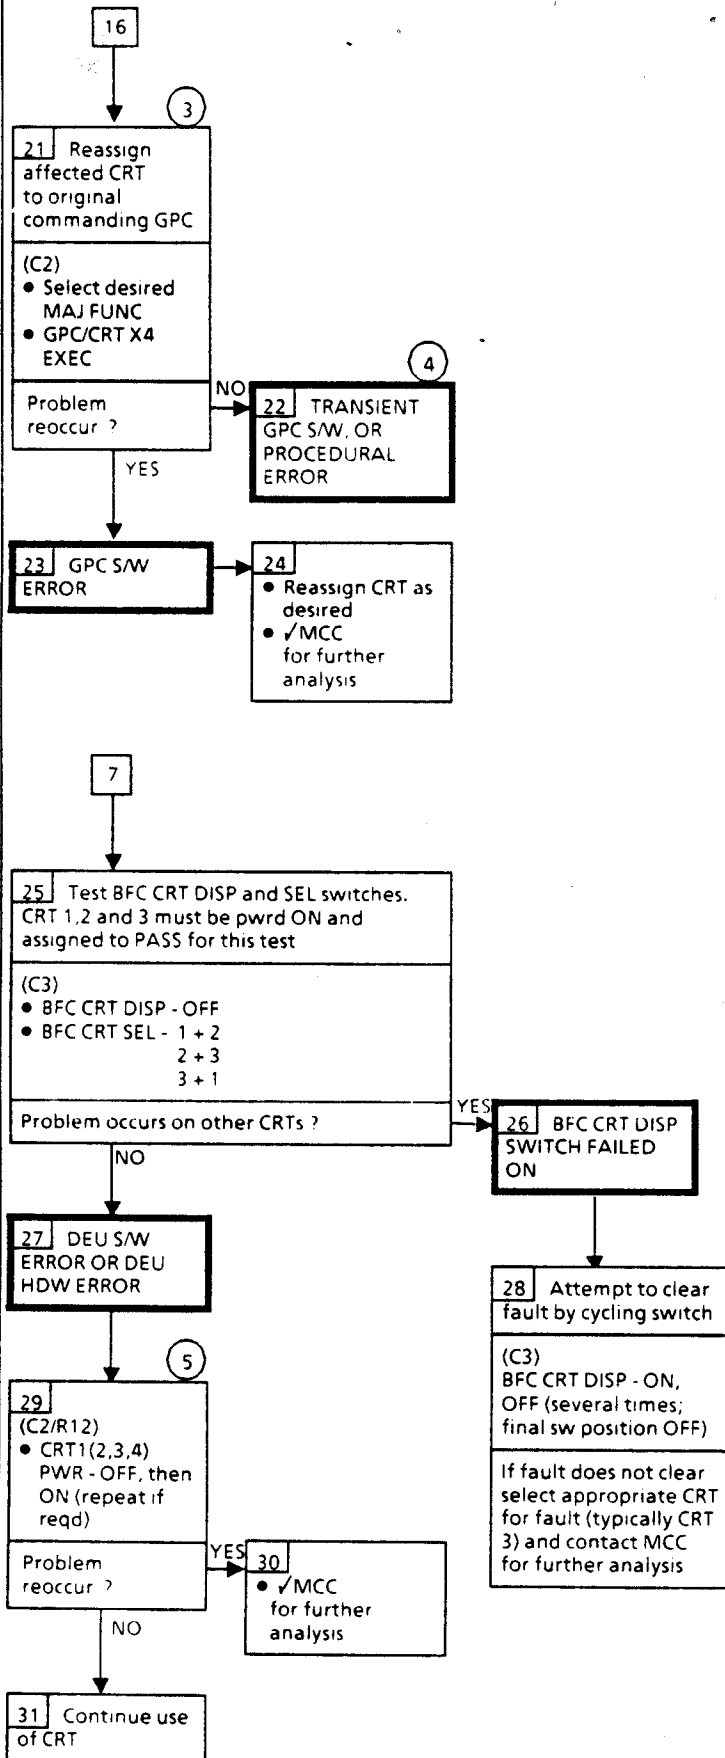 16
3
21 Reassign
affected CRT
to original
commanding GPC
(C2)
• Select desired
MAJ FUNC
• GPC/CRT X4
EXEC
Problem
reoccur ?
NO
4
22 TRANSIENT
GPC S/W, OR
PROCEDURAL
ERROR
YES
23 GPC S/W
ERROR
24
• Reassign CRT as
desired
• ✓MCC
for further
analysis
7
25 Test BFC CRT DISP and SEL switches.
CRT 1,2 and 3 must be pwrd ON and
assigned to PASS for this test
(C3)
• BFC CRT DISP - OFF
• BFC CRT SEL - 1 + 2
2 + 3
3 + 1
Problem occurs on other CRTs ?
YES
26 BFC CRT DISP
SWITCH FAILED
ON
NO
27 DEU S/W
ERROR OR DEU
HDW ERROR
28 Attempt to clear
fault by cycling switch
(C3)
BFC CRT DISP - ON,
OFF (several times;
final sw position OFF)
If fault does not clear
select appropriate CRT
for fault (typically CRT
3) and contact MCC
for further analysis
5
29
(C2/R12)
• CRT1(2,3,4)
PWR - OFF, then
ON (repeat if
reqd)
Problem
reoccur ?
YES
30
• ✓MCC
for further
analysis
NO
31 Continue use
of CRT